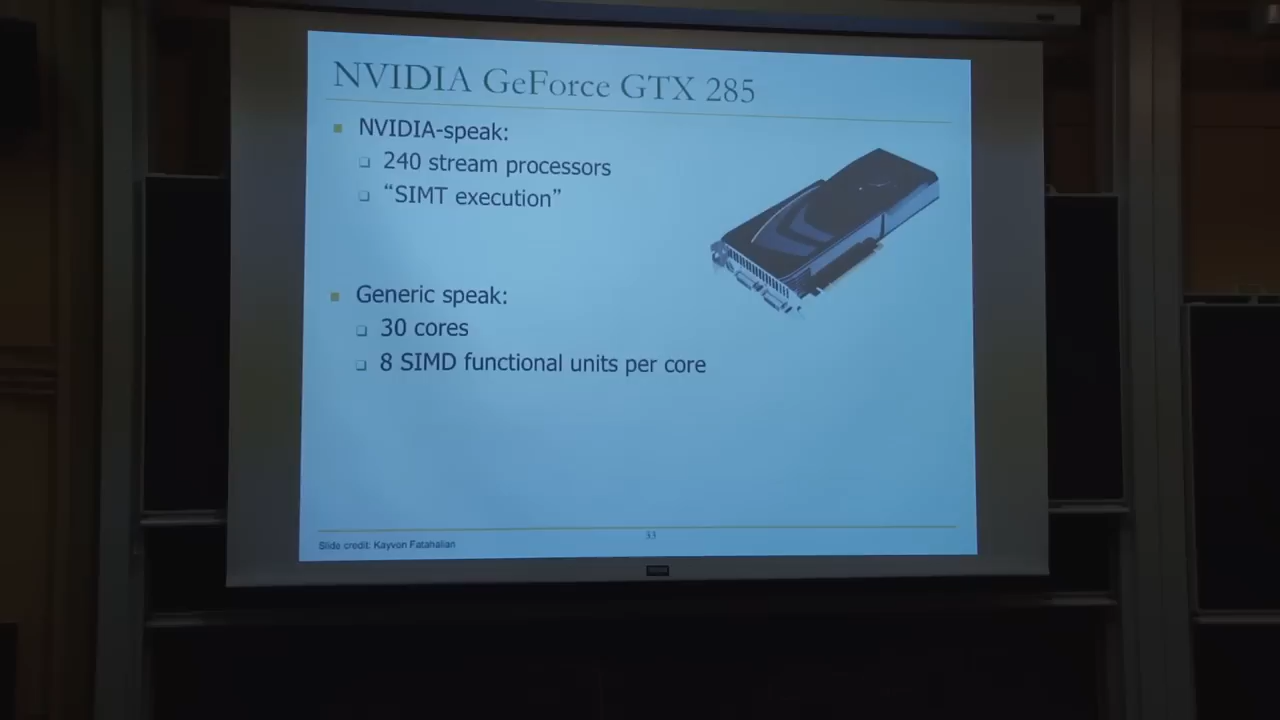 NVIDIA GeForce GTX 285
NVIDIA-speak:
240 stream processors
“SIMT execution”
Generic speak:
30 cores
8 SIMD functional units per core
33
Slide credit: Kayvon Fatahalian